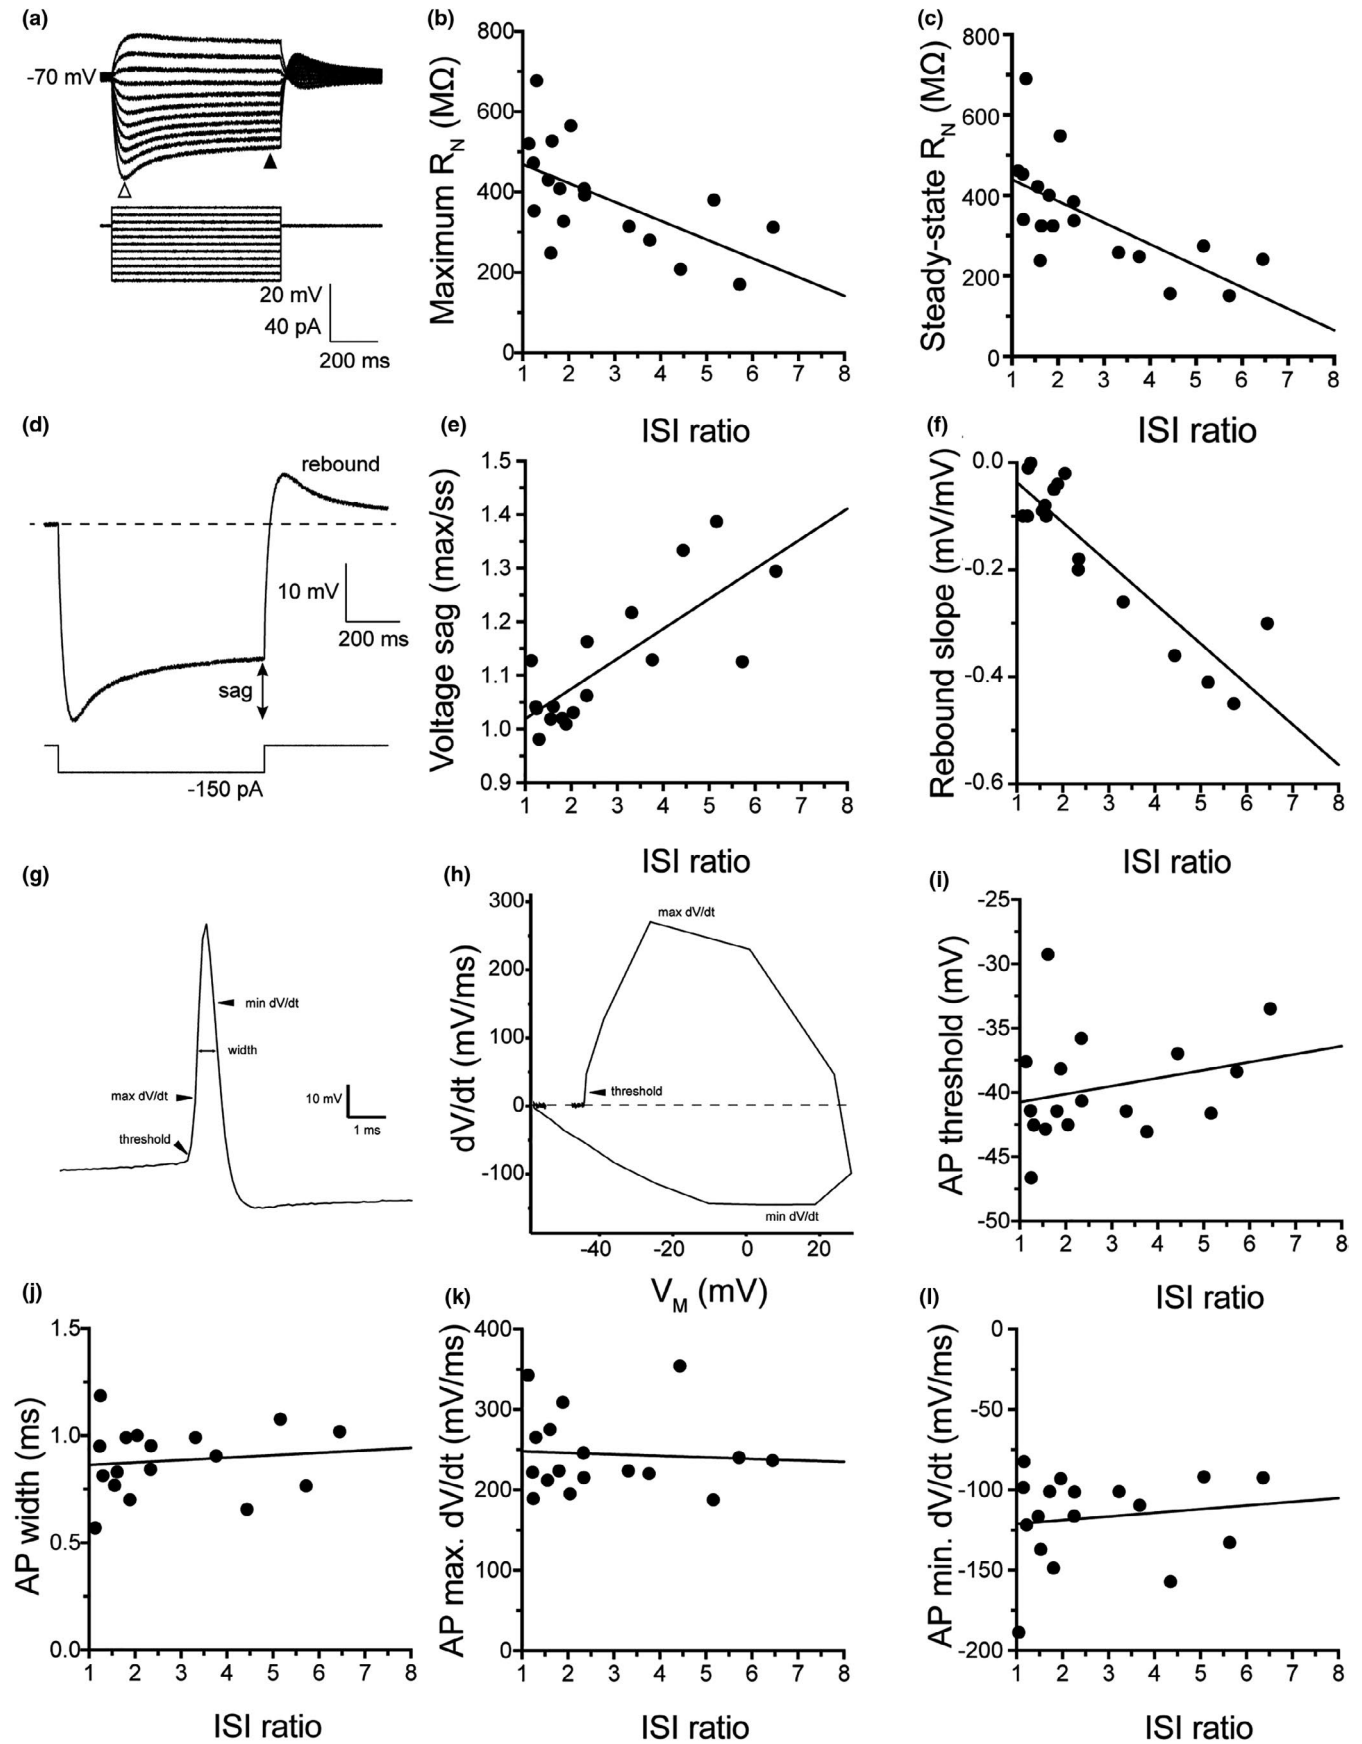 (a)
-70 mV
20 mV
40 pA
200 ms
(b)
Maximum R_N (MΩ)
800
600
400
200
0
1 2 3 4 5 6 7 8
ISI ratio
(c)
Steady-state R_N (MΩ)
800
600
400
200
0
1 2 3 4 5 6 7 8
ISI ratio
(d)
rebound
10 mV
200 ms
sag
-150 pA
(e)
Voltage sag (max/ss)
1.5
1.4
1.3
1.2
1.1
1.0
0.9
1 2 3 4 5 6 7 8
ISI ratio
(f)
Rebound slope (mV/mV)
0.0
-0.2
-0.4
-0.6
1 2 3 4 5 6 7 8
ISI ratio
(g)
min dV/dt
width
max dV/dt
threshold
10 mV
1 ms
(h)
dV/dt (mV/ms)
300
200
100
0
-100
max dV/dt
threshold
min dV/dt
-40 -20 0 20
V_M (mV)
(i)
AP threshold (mV)
-25
-30
-35
-40
-45
-50
1 2 3 4 5 6 7 8
ISI ratio
(j)
AP width (ms)
1.5
1.0
0.5
0.0
1 2 3 4 5 6 7 8
ISI ratio
(k)
AP max. dV/dt (mV/ms)
400
300
200
100
0
1 2 3 4 5 6 7 8
ISI ratio
(l)
AP min. dV/dt (mV/ms)
0
-50
-100
-150
-200
1 2 3 4 5 6 7 8
ISI ratio